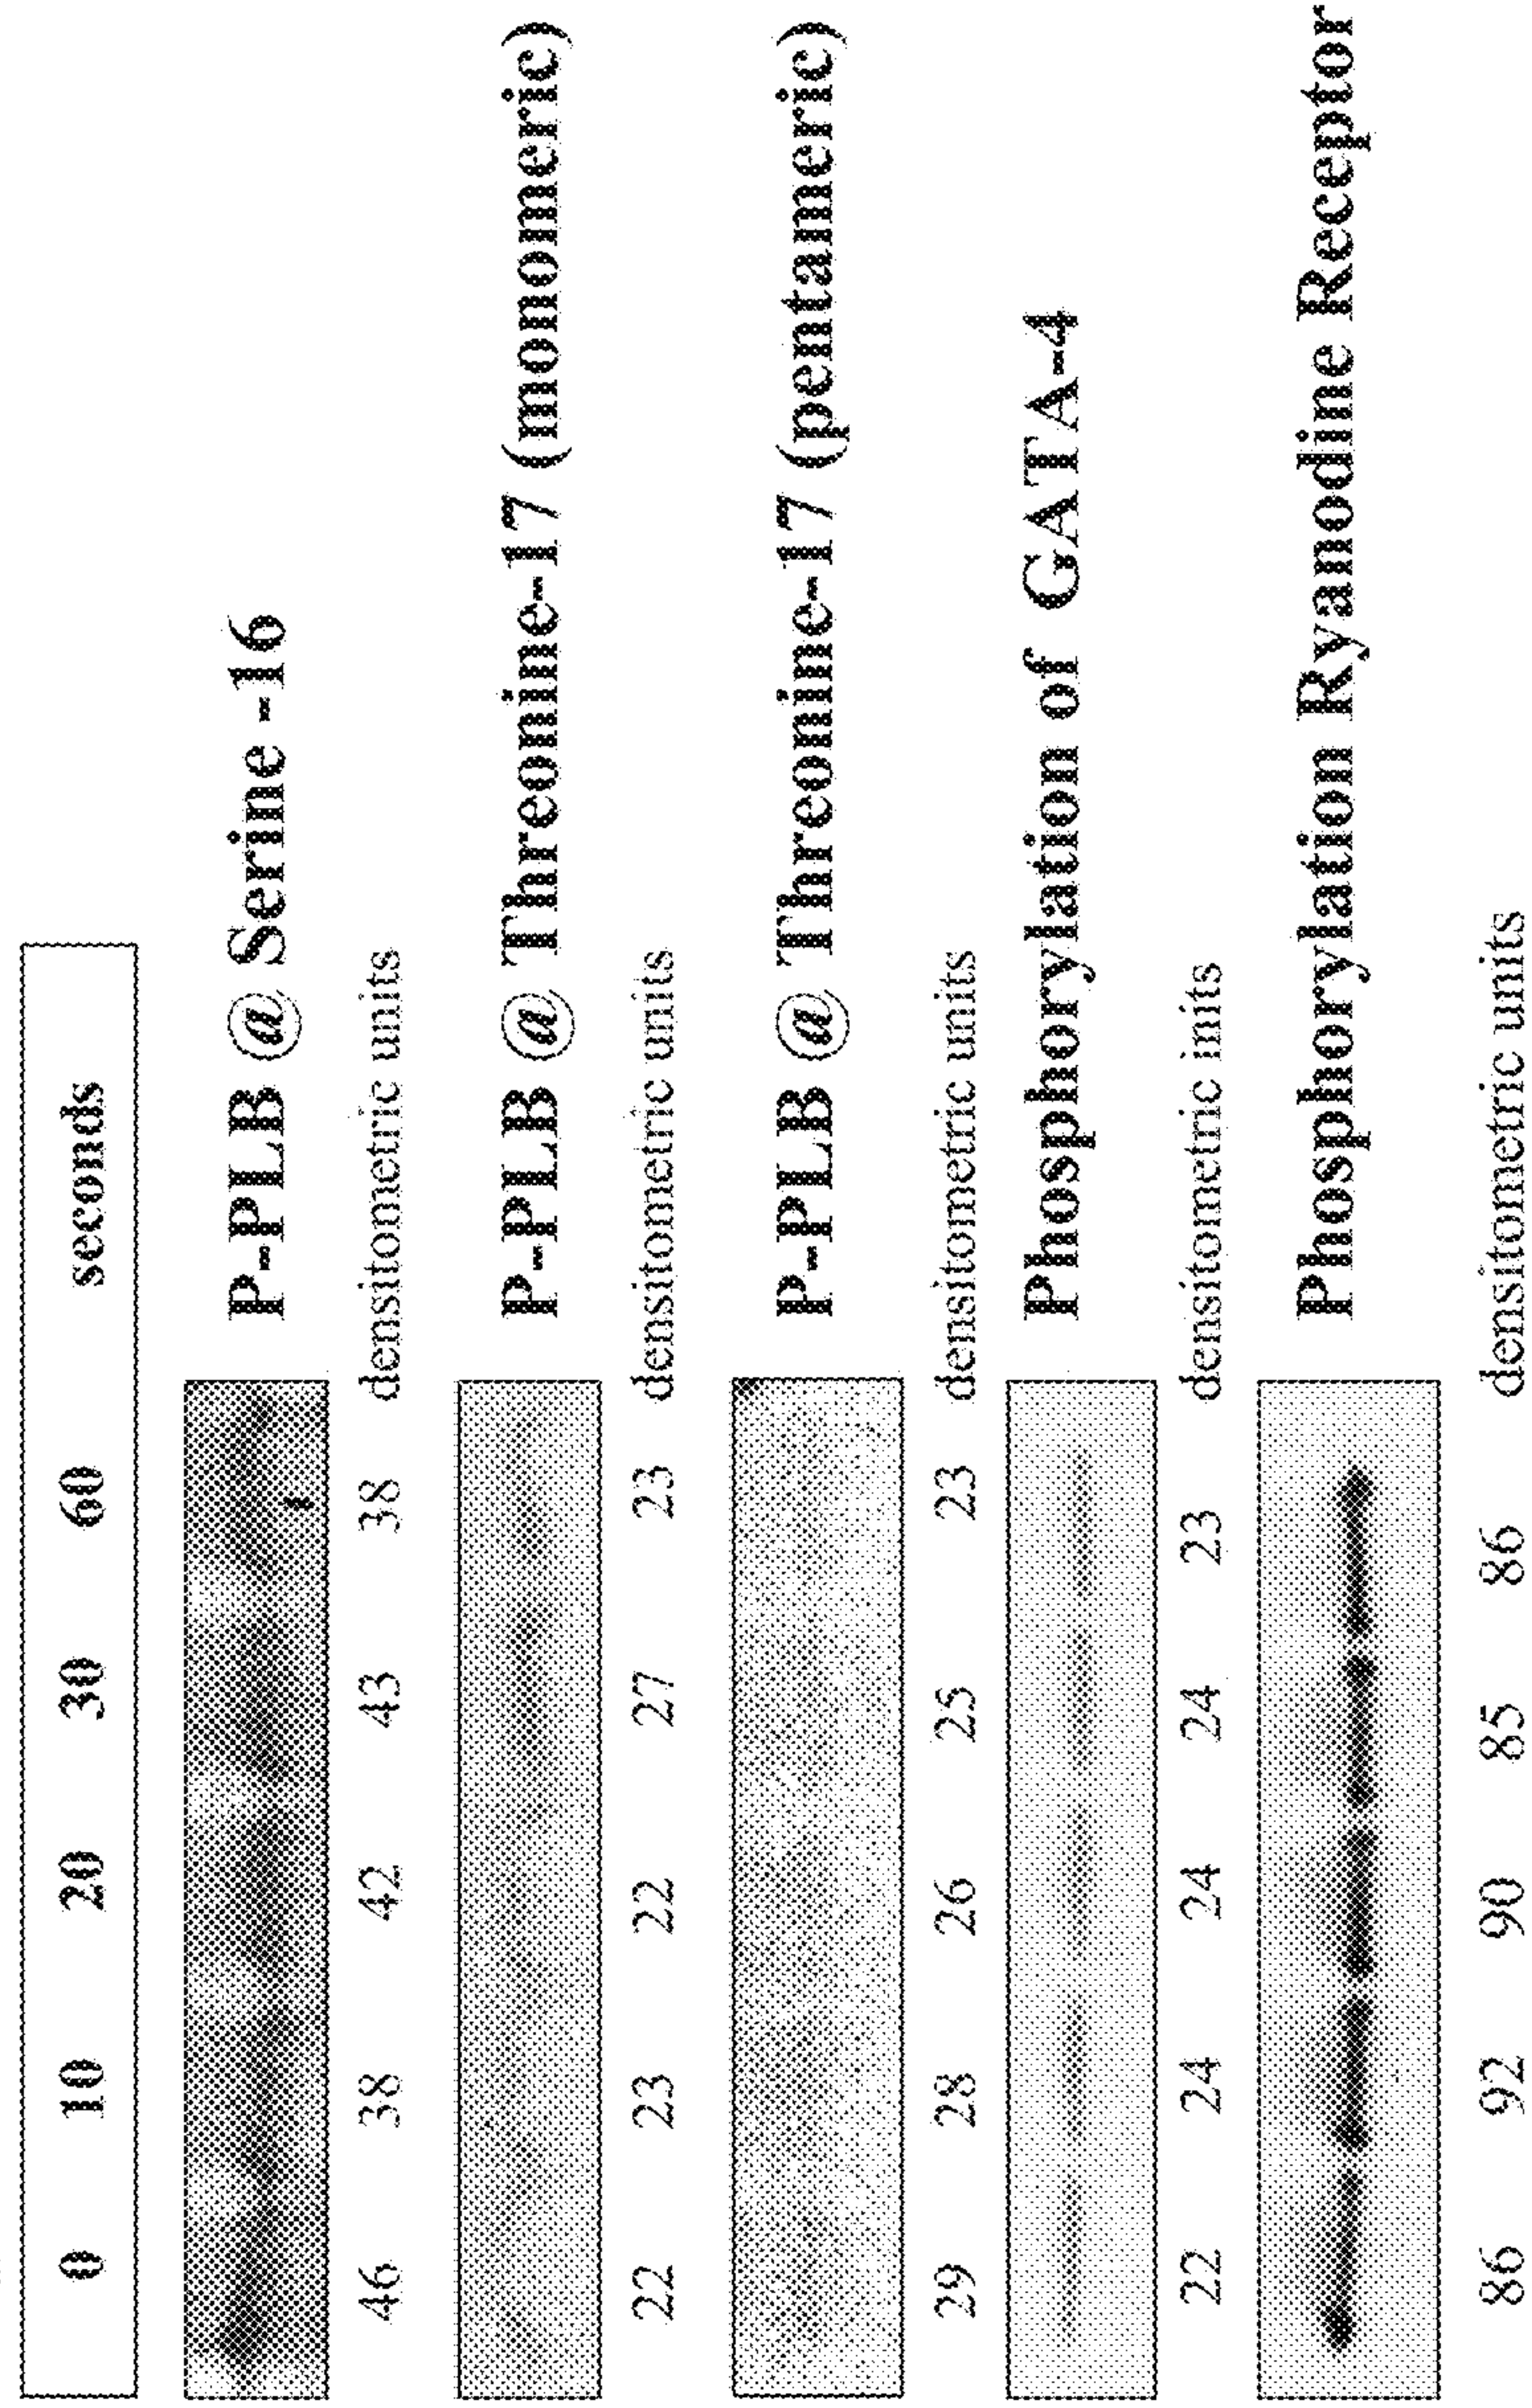 0 10 20 30 60 seconds
P-PLB @ Serine -16
46 38 42 43 38 densitometric units
P-PLB @ Threonine-17 (monomeric)
22 23 22 27 23 densitometric units
P-PLB @ Threonine-17 (pentameric)
29 28 26 25 23 densitometric units
Phosphorylation of GATA-4
22 24 24 24 23 densitometric inits
Phosphorylation Ryanodine Receptor
86 92 90 85 86 densitometric units